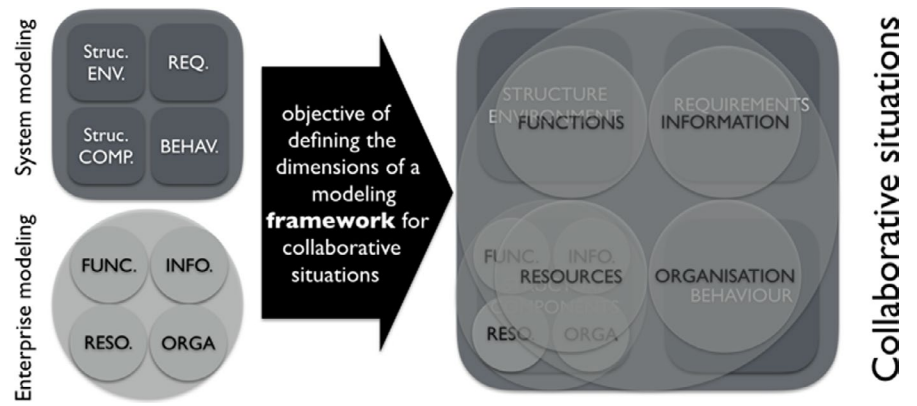 System modeling
Struc.
ENV.
REQ.
Struc.
COMP.
BEHAV.
Enterprise modeling
FUNC.
INFO.
RESO.
ORGA
objective of
defining the
dimensions of a
modeling
framework for
collaborative
situations
STRUCTURE
ENVIRONMENT
FUNCTIONS
REQUIREMENTS
INFORMATION
FUNC.
INFO.
RESOURCES
RESO.
ORGA
ORGANISATION
BEHAVIOUR
Collaborative situations